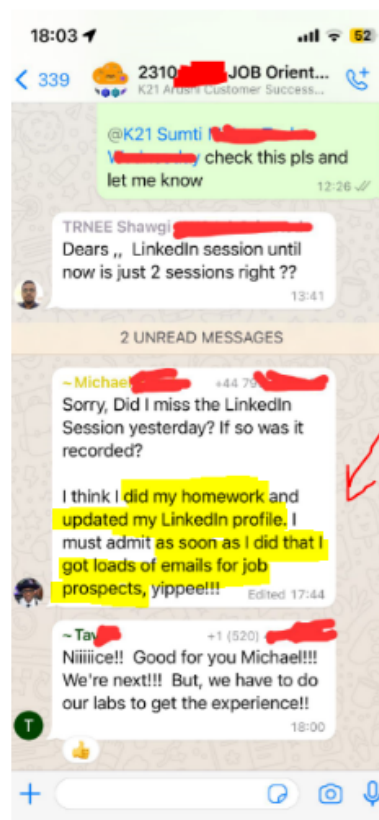 18:03
52
339
2310 JOB Orient...
K21 Arushi Customer Success...
@K21 Sumti
check this pls and
let me know
12:26
TRNEE Shawgi
Dears ,, LinkedIn session until
now is just 2 sessions right ??
13:41
2 UNREAD MESSAGES
~Michael +44 79
Sorry, Did I miss the LinkedIn
Session yesterday? If so was it
recorded?
I think I did my homework and
updated my LinkedIn profile. I
must admit as soon as I did that I
got loads of emails for job
prospects, yippee!!!
Edited 17:44
~Tav +1 (520)
Niiiiice!! Good for you Michael!!!
We're next!!! But, we have to do
our labs to get the experience!!
T
18:00